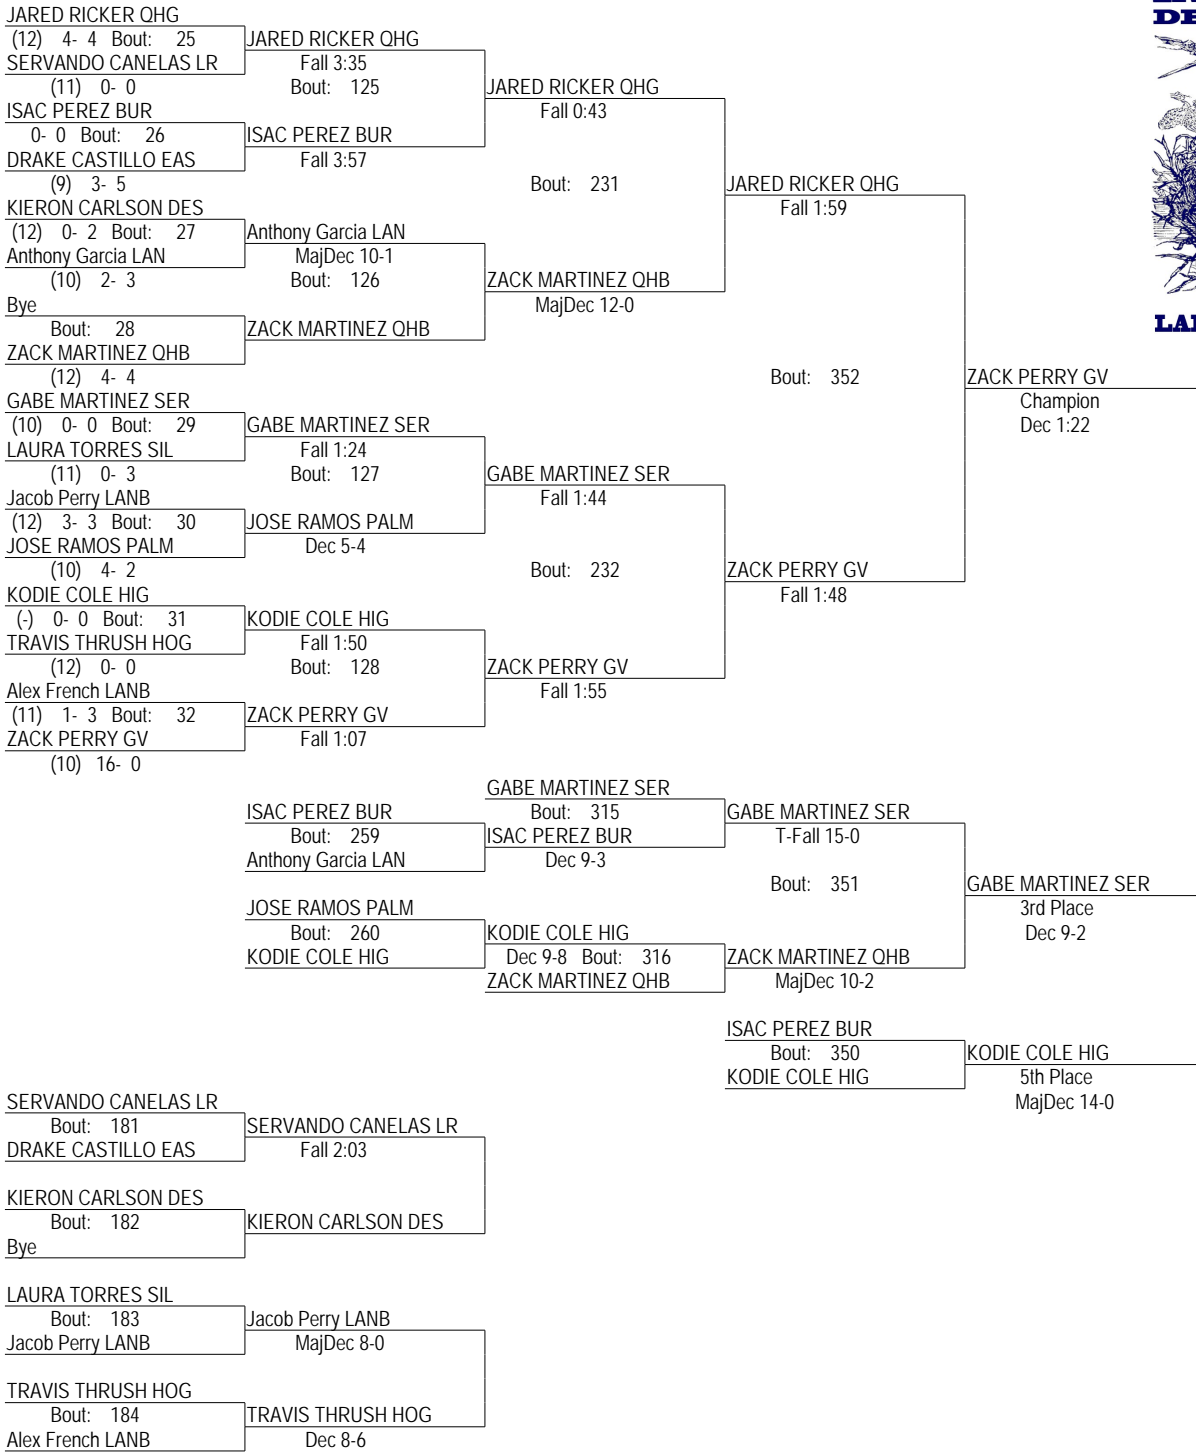 JARED RICKER QHG
(12) 4- 4 Bout: 25
SERVANDO CANELAS LR
(11) 0- 0
ISAC PEREZ BUR
0- 0 Bout: 26
DRAKE CASTILLO EAS
(9) 3- 5
KIERON CARLSON DES
(12) 0- 2 Bout: 27
Anthony Garcia LAN
(10) 2- 3
Bye
Bout: 28
ZACK MARTINEZ QHB
(12) 4- 4
GABE MARTINEZ SER
(10) 0- 0 Bout: 29
LAURA TORRES SIL
(11) 0- 3
Jacob Perry LANB
(12) 3- 3 Bout: 30
JOSE RAMOS PALM
(10) 4- 2
KODIE COLE HIG
(-) 0- 0 Bout: 31
TRAVIS THRUSH HOG
(12) 0- 0
Alex French LANB
(11) 1- 3 Bout: 32
ZACK PERRY GV
(10) 16- 0
JARED RICKER QHG
Fall 3:35
Bout: 125
ISAC PEREZ BUR
Fall 3:57
Anthony Garcia LAN
MajDec 10-1
Bout: 126
ZACK MARTINEZ QHB
GABE MARTINEZ SER
Fall 1:24
Bout: 127
JOSE RAMOS PALM
Dec 5-4
KODIE COLE HIG
Fall 1:50
Bout: 128
ZACK PERRY GV
Fall 1:07
JARED RICKER QHG
Fall 0:43
Bout: 231
ZACK MARTINEZ QHB
MajDec 12-0
GABE MARTINEZ SER
Fall 1:44
Bout: 232
ZACK PERRY GV
Fall 1:55
JARED RICKER QHG
Fall 1:59
Bout: 352
ZACK PERRY GV
Fall 1:48
ZACK PERRY GV
Champion
Dec 1:22
ISAC PEREZ BUR
Bout: 259
Anthony Garcia LAN
JOSE RAMOS PALM
Bout: 260
KODIE COLE HIG
GABE MARTINEZ SER
Bout: 315
ISAC PEREZ BUR
Dec 9-3
KODIE COLE HIG
Dec 9-8 Bout: 316
ZACK MARTINEZ QHB
GABE MARTINEZ SER
T-Fall 15-0
Bout: 351
ZACK MARTINEZ QHB
MajDec 10-2
GABE MARTINEZ SER
3rd Place
Dec 9-2
ISAC PEREZ BUR
Bout: 350
KODIE COLE HIG
KODIE COLE HIG
5th Place
MajDec 14-0
SERVANDO CANELAS LR
Bout: 181
DRAKE CASTILLO EAS
SERVANDO CANELAS LR
Fall 2:03
KIERON CARLSON DES
Bout: 182
Bye
KIERON CARLSON DES
LAURA TORRES SIL
Bout: 183
Jacob Perry LANB
Jacob Perry LANB
MajDec 8-0
TRAVIS THRUSH HOG
Bout: 184
Alex French LANB
TRAVIS THRUSH HOG
Dec 8-6